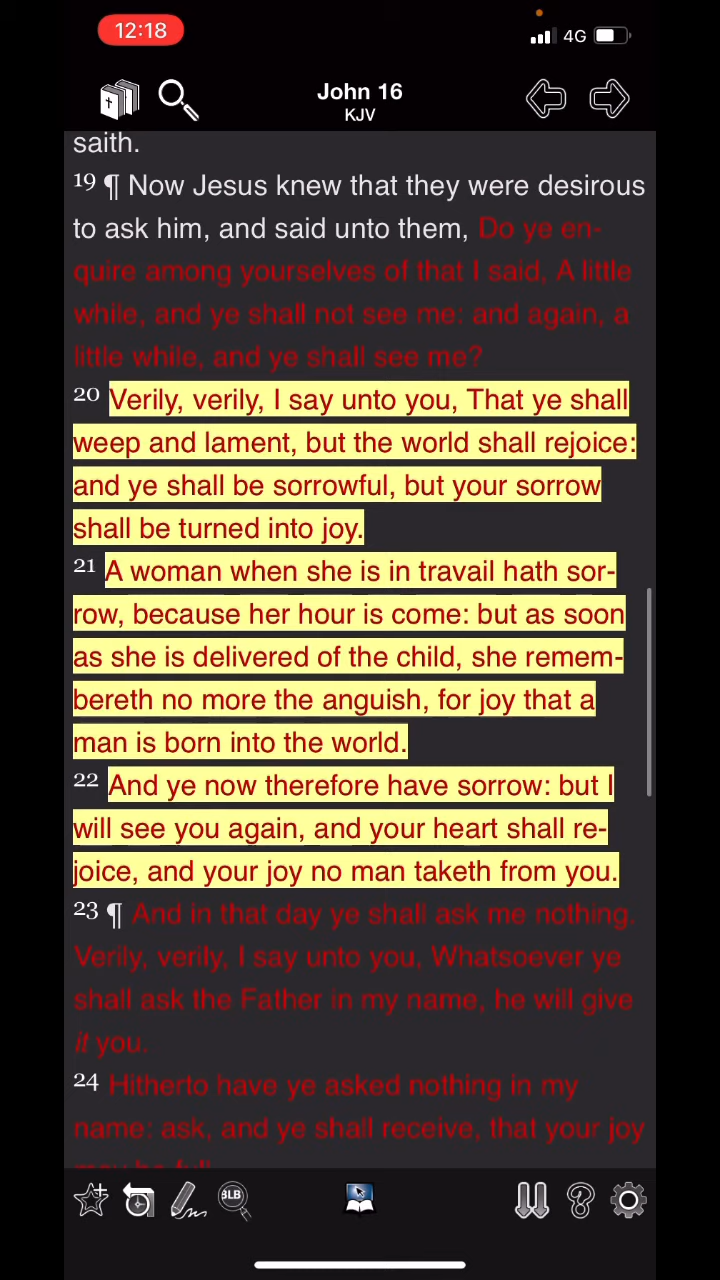 12:18
4G
John 16
KJV
saith.
19 ¶ Now Jesus knew that they were desirous
to ask him, and said unto them, Do ye en-
quire among yourselves of that I said, A little
while, and ye shall not see me: and again, a
little while, and ye shall see me?
20 Verily, verily, I say unto you, That ye shall
weep and lament, but the world shall rejoice:
and ye shall be sorrowful, but your sorrow
shall be turned into joy.
21 A woman when she is in travail hath sor-
row, because her hour is come: but as soon
as she is delivered of the child, she remem-
bereth no more the anguish, for joy that a
man is born into the world.
22 And ye now therefore have sorrow: but I
will see you again, and your heart shall re-
joice, and your joy no man taketh from you.
23 ¶ And in that day ye shall ask me nothing.
Verily, verily, I say unto you, Whatsoever ye
shall ask the Father in my name, he will give
it you.
24 Hitherto have ye asked nothing in my
name: ask, and ye shall receive, that your joy
may be full.
BLB